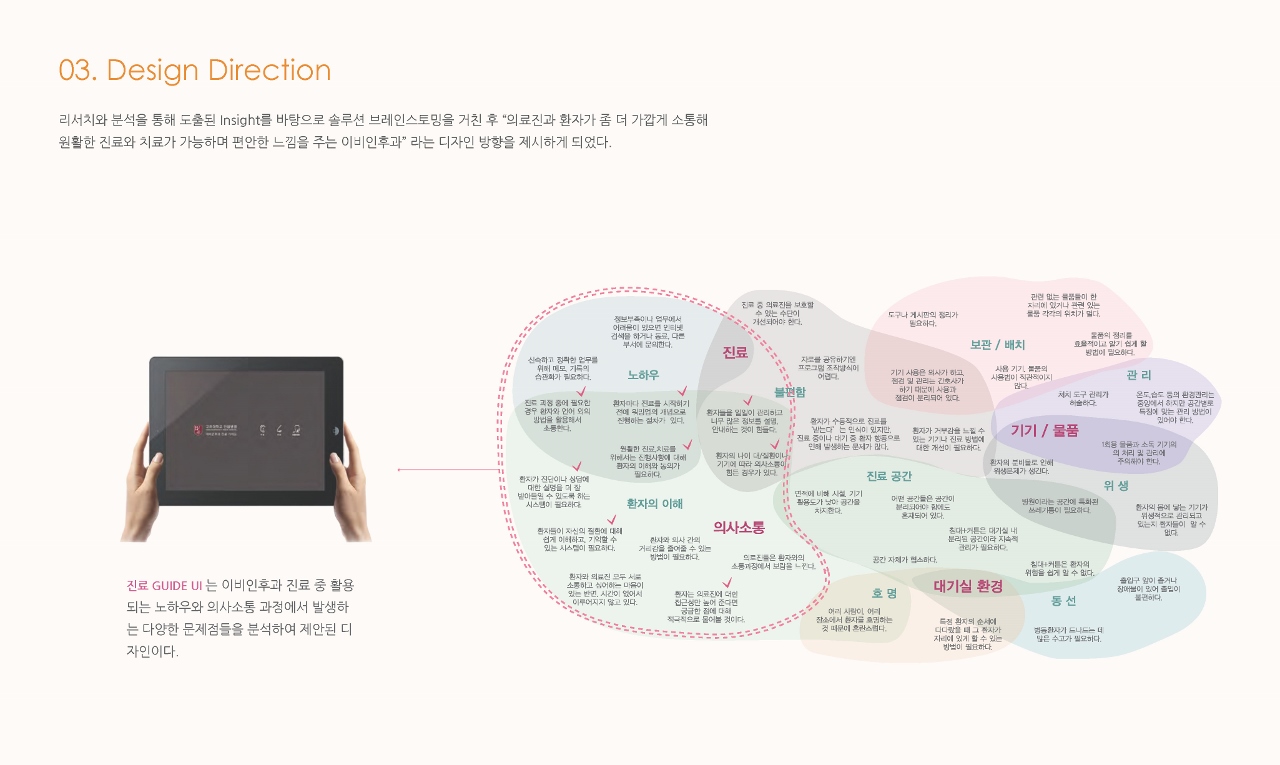 03. Design Direction
리서치와 분석을 통해 도출된 Insight를 바탕으로 솔루션 브레인스토밍을 거친 후 “의료진과 환자가 좀 더 가깝게 소통해
원활한 진료와 치료가 가능하며 편안한 느낌을 주는 이비인후과” 라는 디자인 방향을 제시하게 되었다.
진료 GUIDE UI 는 이비인후과 진료 중 활용
되는 노하우와 의사소통 과정에서 발생하
는 다양한 문제점들을 분석하여 제안된 디
자인이다.
정보부족이나 업무에서
어려움이 있으면 인터넷
검색을 하거나 동료, 다른
부서에 문의한다.
신속하고 정확한 업무를
위해 메모, 기록의
습관화가 필요하다.
노하우
진료 과정 중에 필요한
경우 환자와 언어 외의
방법을 활용해서
소통한다.
환자마다 진료를 시작하기
전에 워밍업의 개념으로
진행하는 절차가 있다.
원활한 진료,치료를
위해서는 진행사항에 대해
환자의 이해와 동의가
필요하다.
진료 중 의료진을 보호할
수 있는 수단이
개선되어야 한다.
진료
자료를 공유하기엔
프로그램 조작방식이
어렵다.
불편함
환자들을 일일이 관리하고
너무 많은 정보를 설명,
안내하는 것이 힘들다.
환자의 나이 대/질환이나
기기에 따라 의사소통이
힘든 경우가 있다.
환자가 수동적으로 진료를
“받는다” 는 인식이 있지만,
진료 중이나 대기 중 환자 행동으로
인해 발생하는 문제가 많다.
환자가 진단이나 상담에
대한 설명을 더 잘
받아들일 수 있도록 하는
시스템이 필요하다.
환자의 이해
환자들이 자신의 질환에 대해
쉽게 이해하고, 기억할 수
있는 시스템이 필요하다.
환자와 의사 간의
거리감을 줄여줄 수 있는
방법이 필요하다.
의사소통
의료진들은 환자와의
소통과정에서 보람을 느낀다.
환자와 의료진 모두 서로
소통하고 싶어하는 마음이
있는 반면, 시간이 없어서
이루어지지 않고 있다.
환자는 의료진에 대한
접근성만 높여 준다면
궁금한 점에 대해
적극적으로 물어볼 것이다.
도구나 게시판의 정리가
필요하다.
관련 없는 물품들이 한
자리에 있거나 관련 있는
물품 각각의 위치가 멀다.
보관 / 배치
물품의 정리를
효율적이고 알기 쉽게 할
방법이 필요하다.
기기 사용은 의사가 하고,
점검 및 관리는 간호사가
하기 때문에 사용과
점검이 분리되어 있다.
사용 기기, 물품의
사용법이 직관적이지
않다.
관 리
세척 도구 관리가
허술하다.
온도,습도 등의 환경관리는
중앙에서 하지만 공간별로
특징에 맞는 관리 방법이
있어야 한다.
기기 / 물품
환자가 거부감을 느낄 수
있는 기기나 진료 방법에
대한 개선이 필요하다.
1회용 물품과 소독 기기의
의 처리 및 관리에
주의해야 한다.
환자의 분비물로 인해
위생문제가 생긴다.
위 생
병원이라는 공간에 특화된
쓰레기통이 필요하다.
환자의 몸에 닿는 기기가
위생적으로 관리되고
있는지 환자들이 알 수
없다.
진료 공간
면적에 비해 시설, 기기
활용도가 낮아 공간을
차지한다.
어떤 공간들은 공간이
분리되어야 함에도
혼재되어 있다.
침대+커튼은 대기실 내
분리된 공간이라 지속적
관리가 필요하다.
공간 자체가 협소하다.
침대+커튼은 환자의
위험을 쉽게 알 수 없다.
호 명
여러 사람이, 여러
장소에서 환자를 호명하는
것 때문에 혼란스럽다.
대기실 환경
특정 환자의 순서에
다다랐을 때 그 환자가
자리에 있게 할 수 있는
방법이 필요하다.
동 선
출입구 앞이 좁거나
장애물이 있어 출입이
불편하다.
병동환자가 드나드는 데
많은 수고가 필요하다.